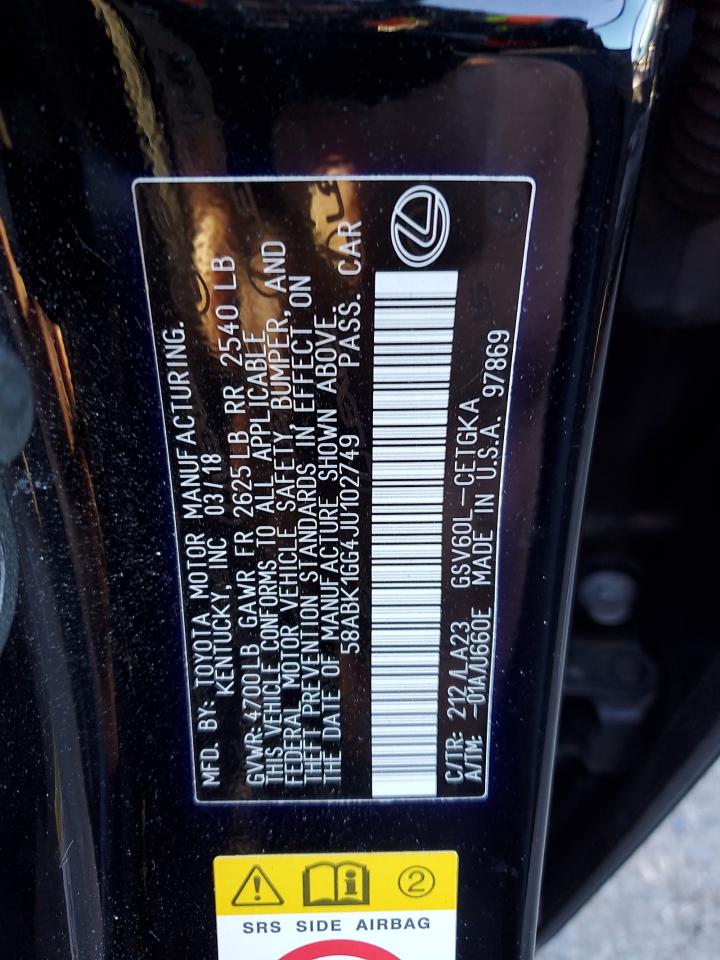 MFD. BY: TOYOTA MOTOR MANUFACTURING.
KENTUCKY, INC 03/18
GVWR: 4700LB GAWR FR 2625LB RR 2540 LB
THIS VEHICLE CONFORMS TO ALL APPLICABLE
FEDERAL MOTOR VEHICLE SAFETY, BUMPER, AND
THEFT PREVENTION STANDARDS IN EFFECT ON
THE DATE OF MANUFACTURE SHOWN ABOVE.
58ABK1GG4JU102749 PASS. CAR
C/TR: 212/LA23 GSV60L-CETGKA
A/TM: -01A/U660E MADE IN U.S.A. 97869
2
SRS SIDE AIRBAG